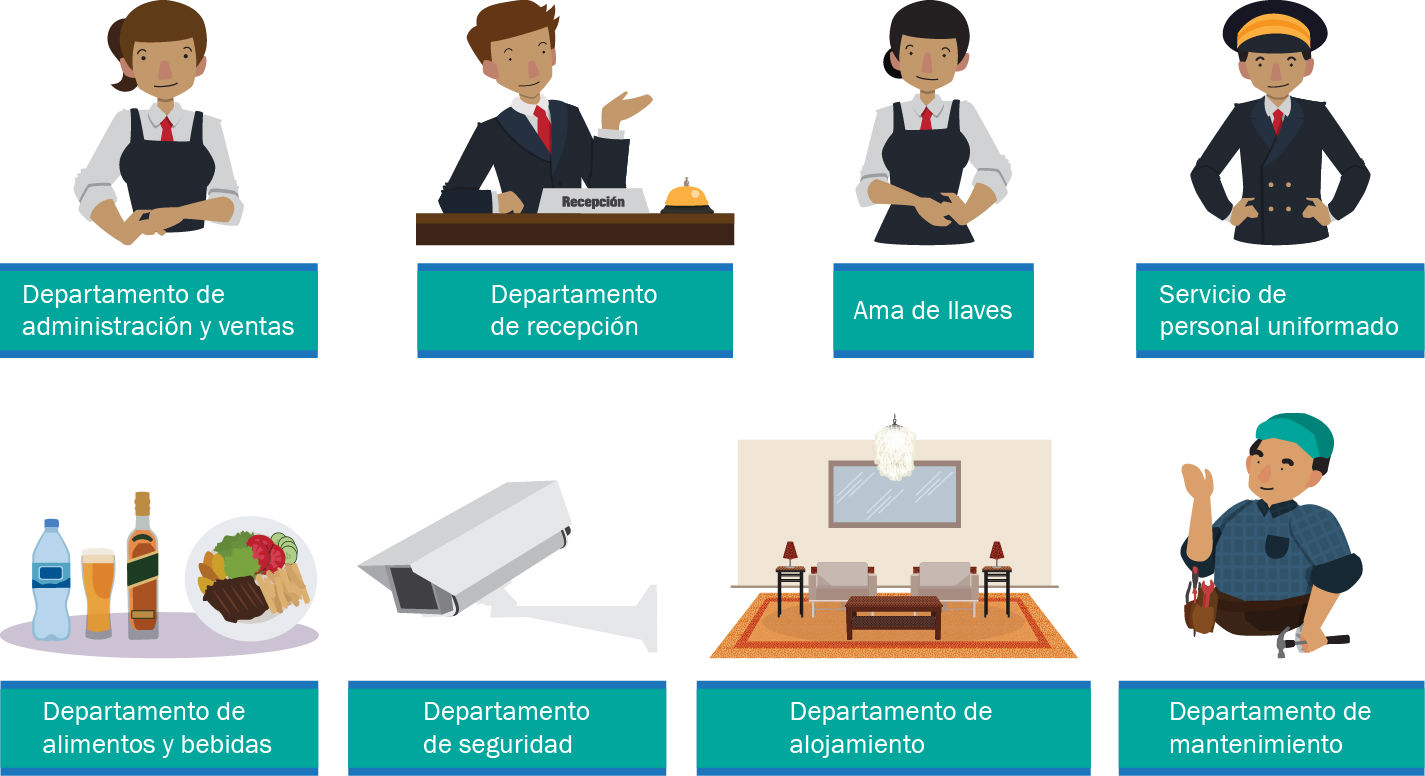 Recepción
Departamento de
administración y ventas
Departamento
de recepción
Ama de llaves
Servicio de
personal uniformado
Departamento de
alimentos y bebidas
Departamento
de seguridad
Departamento de
alojamiento
Departamento de
mantenimiento